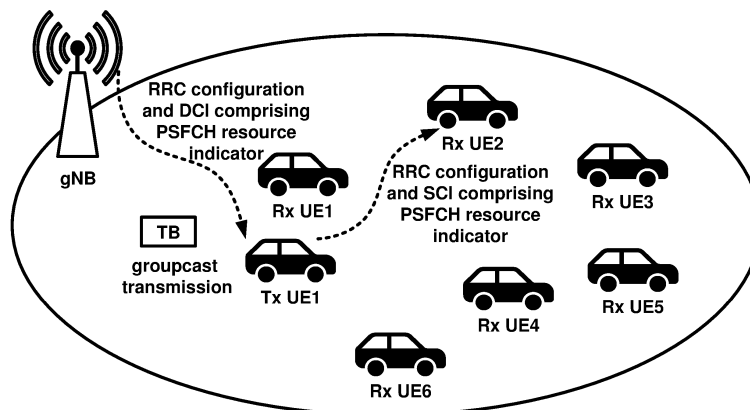 RRC configuration
and DCI comprising
PSFCH resource
indicator
gNB
Rx UE1
Rx UE2
RRC configuration
and SCI comprising
PSFCH resource
indicator
Rx UE3
TB
groupcast
transmission
Tx UE1
Rx UE4
Rx UE5
Rx UE6